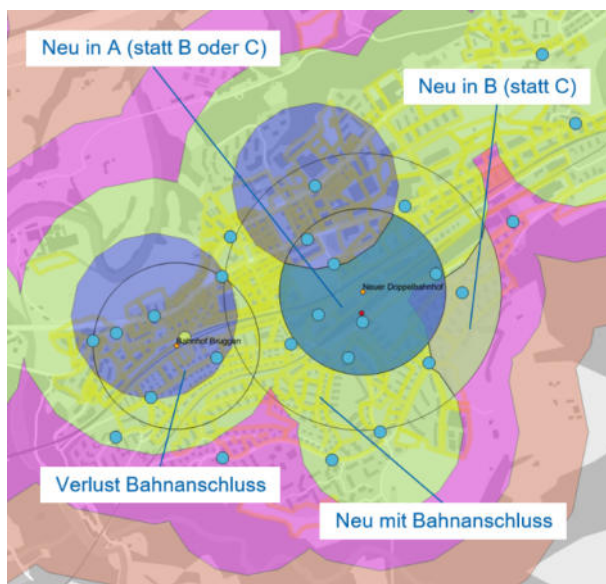 Neu in A (statt B oder C)
Neu in B (statt C)
Neuer Doppelbahnhof
Bahnhof Bruggen
Verlust Bahnanschluss
Neu mit Bahnanschluss